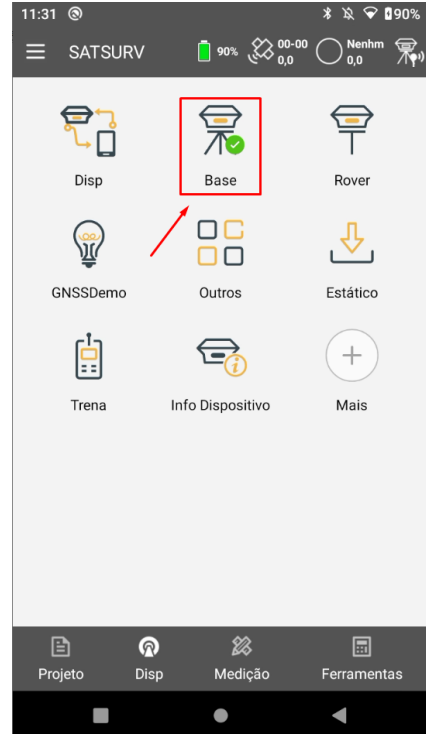 11:31 90%
SATSURV 90% 00-00 0,0 Nenhm 0,0
Disp Base Rover
GNSSDemo Outros Estático
Trena Info Dispositivo Mais
Projeto Disp Medição Ferramentas